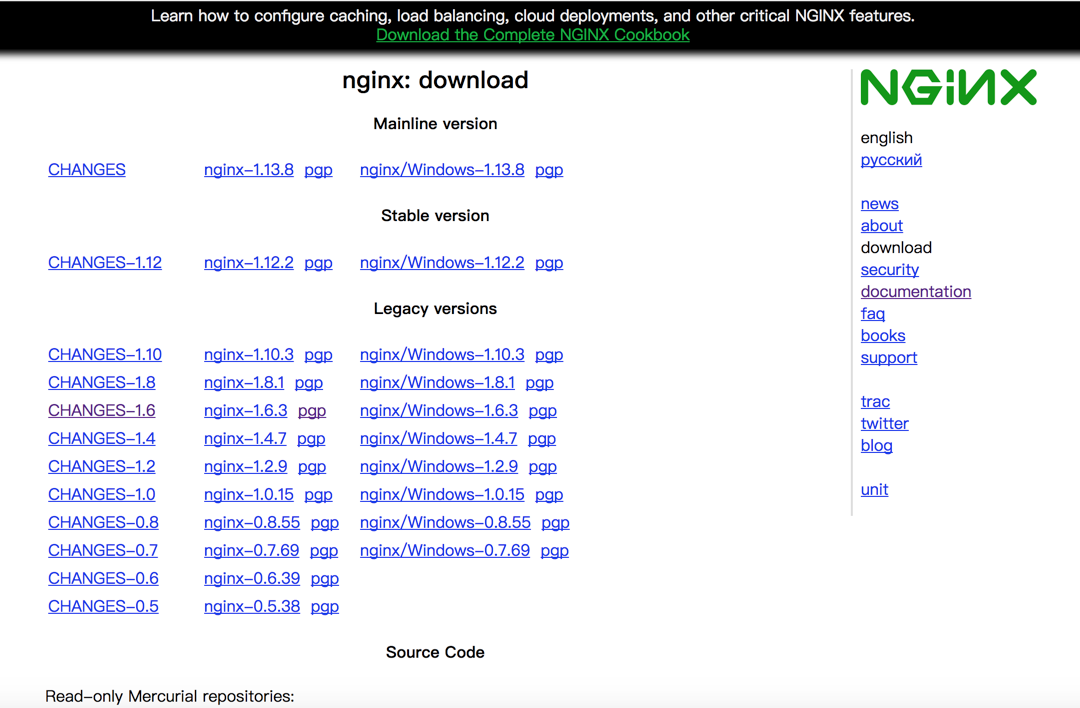 Learn how to configure caching, load balancing, cloud deployments, and other critical NGINX features.
Download the Complete NGINX Cookbook
nginx: download
Mainline version
CHANGES nginx-1.13.8 pgp nginx/Windows-1.13.8 pgp
Stable version
CHANGES-1.12 nginx-1.12.2 pgp nginx/Windows-1.12.2 pgp
Legacy versions
CHANGES-1.10 nginx-1.10.3 pgp nginx/Windows-1.10.3 pgp
CHANGES-1.8 nginx-1.8.1 pgp nginx/Windows-1.8.1 pgp
CHANGES-1.6 nginx-1.6.3 pgp nginx/Windows-1.6.3 pgp
CHANGES-1.4 nginx-1.4.7 pgp nginx/Windows-1.4.7 pgp
CHANGES-1.2 nginx-1.2.9 pgp nginx/Windows-1.2.9 pgp
CHANGES-1.0 nginx-1.0.15 pgp nginx/Windows-1.0.15 pgp
CHANGES-0.8 nginx-0.8.55 pgp nginx/Windows-0.8.55 pgp
CHANGES-0.7 nginx-0.7.69 pgp nginx/Windows-0.7.69 pgp
CHANGES-0.6 nginx-0.6.39 pgp
CHANGES-0.5 nginx-0.5.38 pgp
Source Code
Read-only Mercurial repositories:
NGINX
english
русский
news
about
download
security
documentation
faq
books
support
trac
twitter
blog
unit